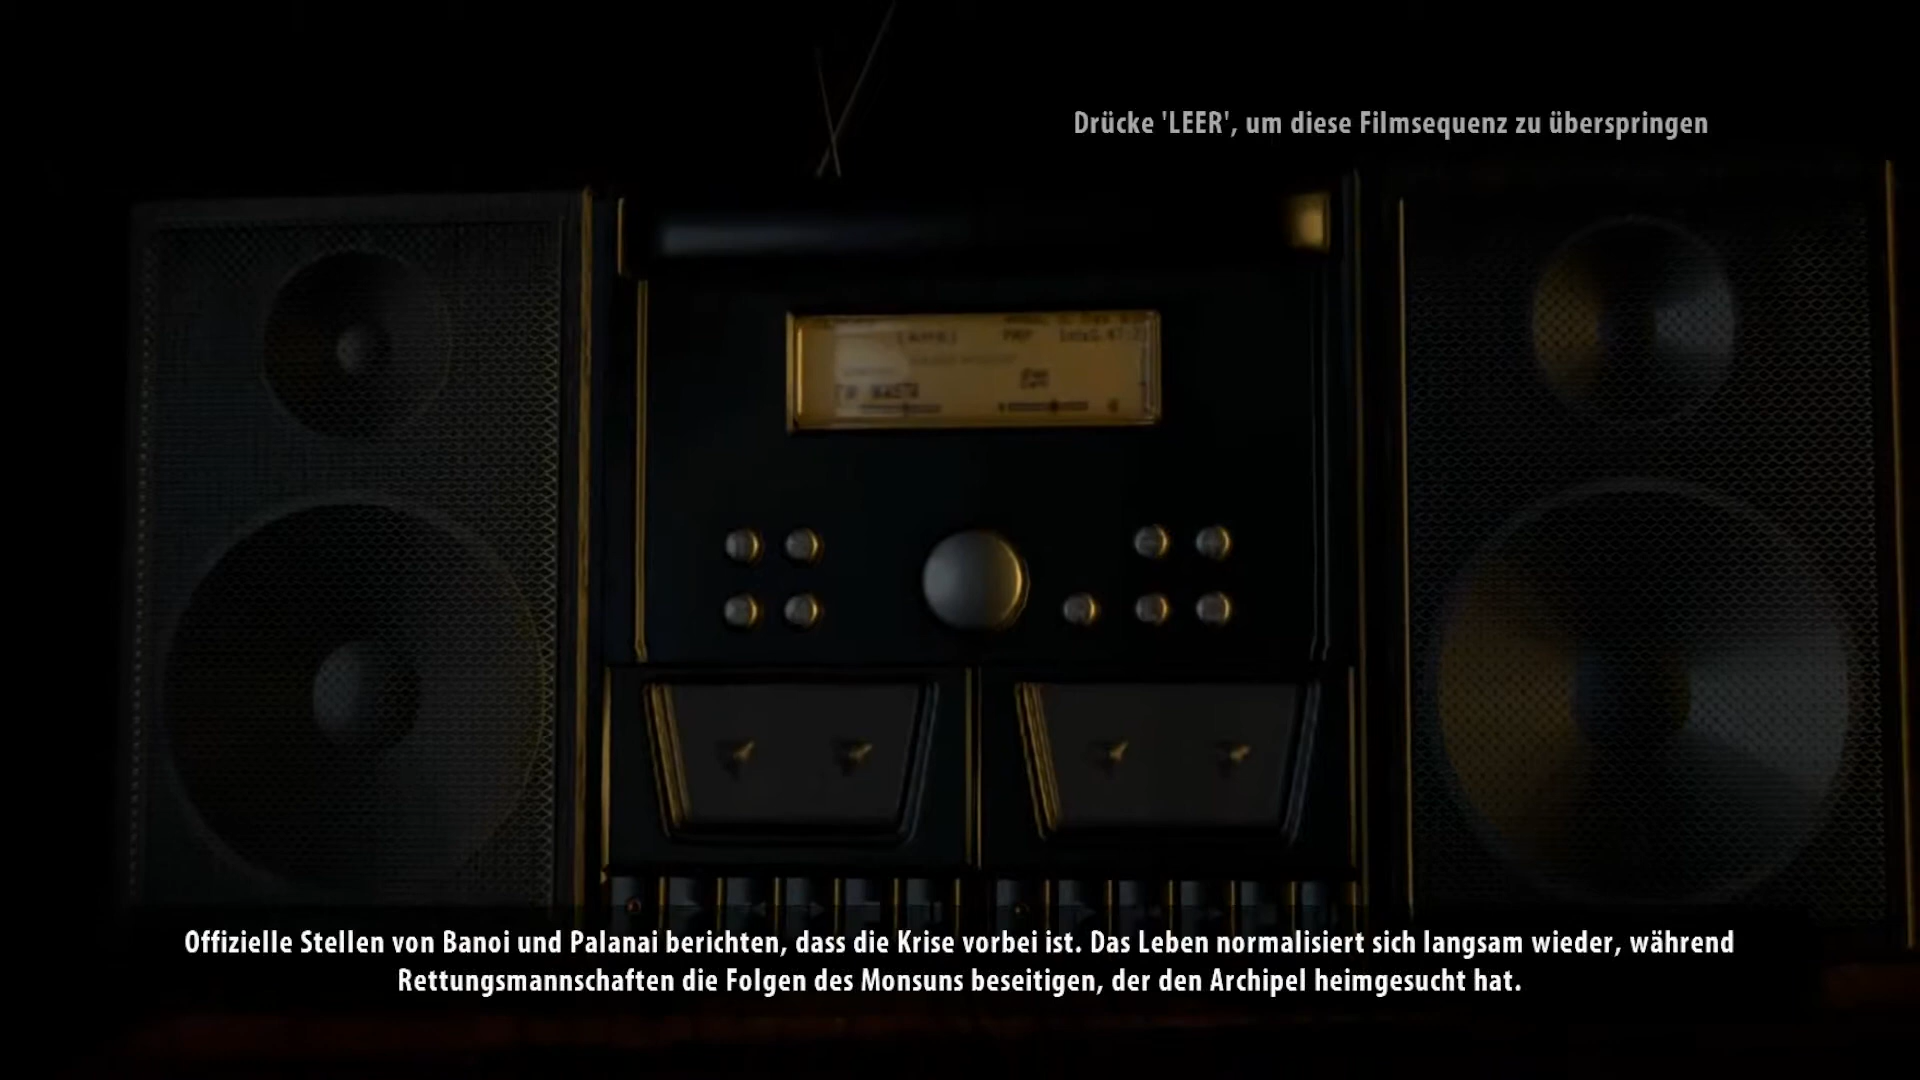 Drücke 'LEER', um diese Filmsequenz zu überspringen
Offizielle Stellen von Banoi und Palanai berichten, dass die Krise vorbei ist. Das Leben normalisiert sich langsam wieder, während
Rettungsmannschaften die Folgen des Monsuns beseitigen, der den Archipel heimgesucht hat.